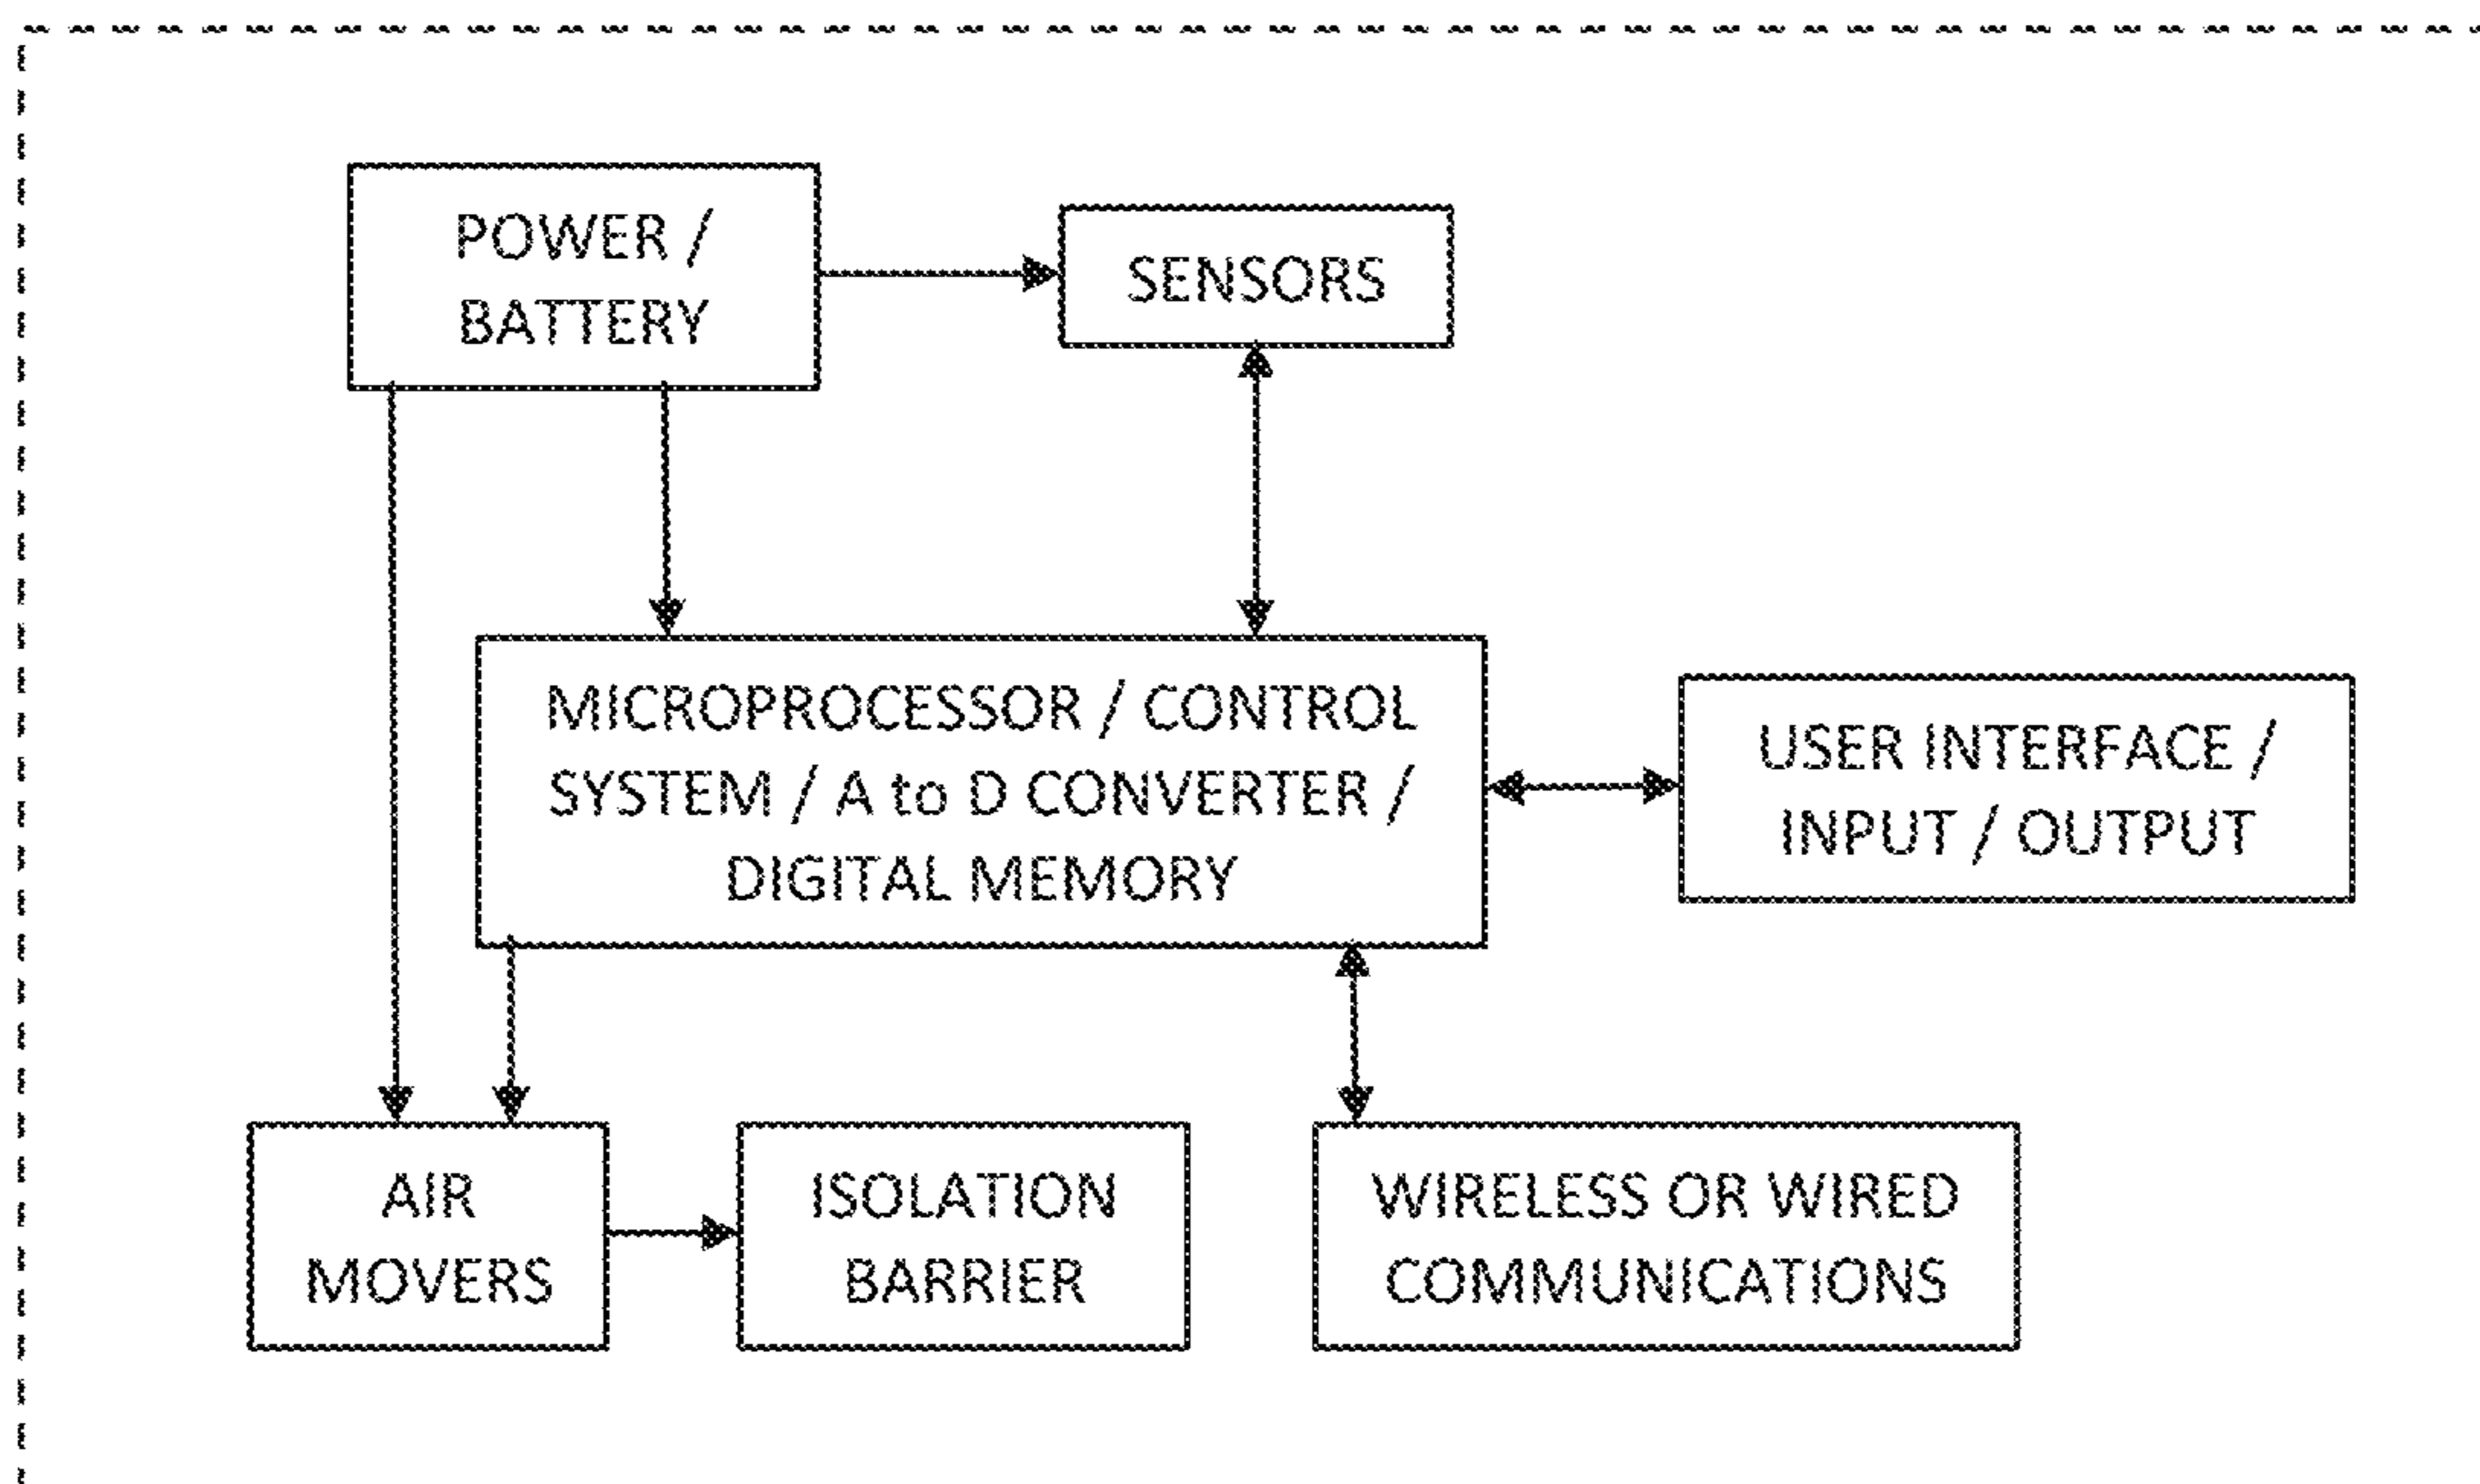 POWER /
BATTERY
SENSORS
MICROPROCESSOR / CONTROL
SYSTEM / A to D CONVERTER /
DIGITAL MEMORY
USER INTERFACE /
INPUT / OUTPUT
AIR
MOVERS
ISOLATION
BARRIER
WIRELESS OR WIRED
COMMUNICATIONS